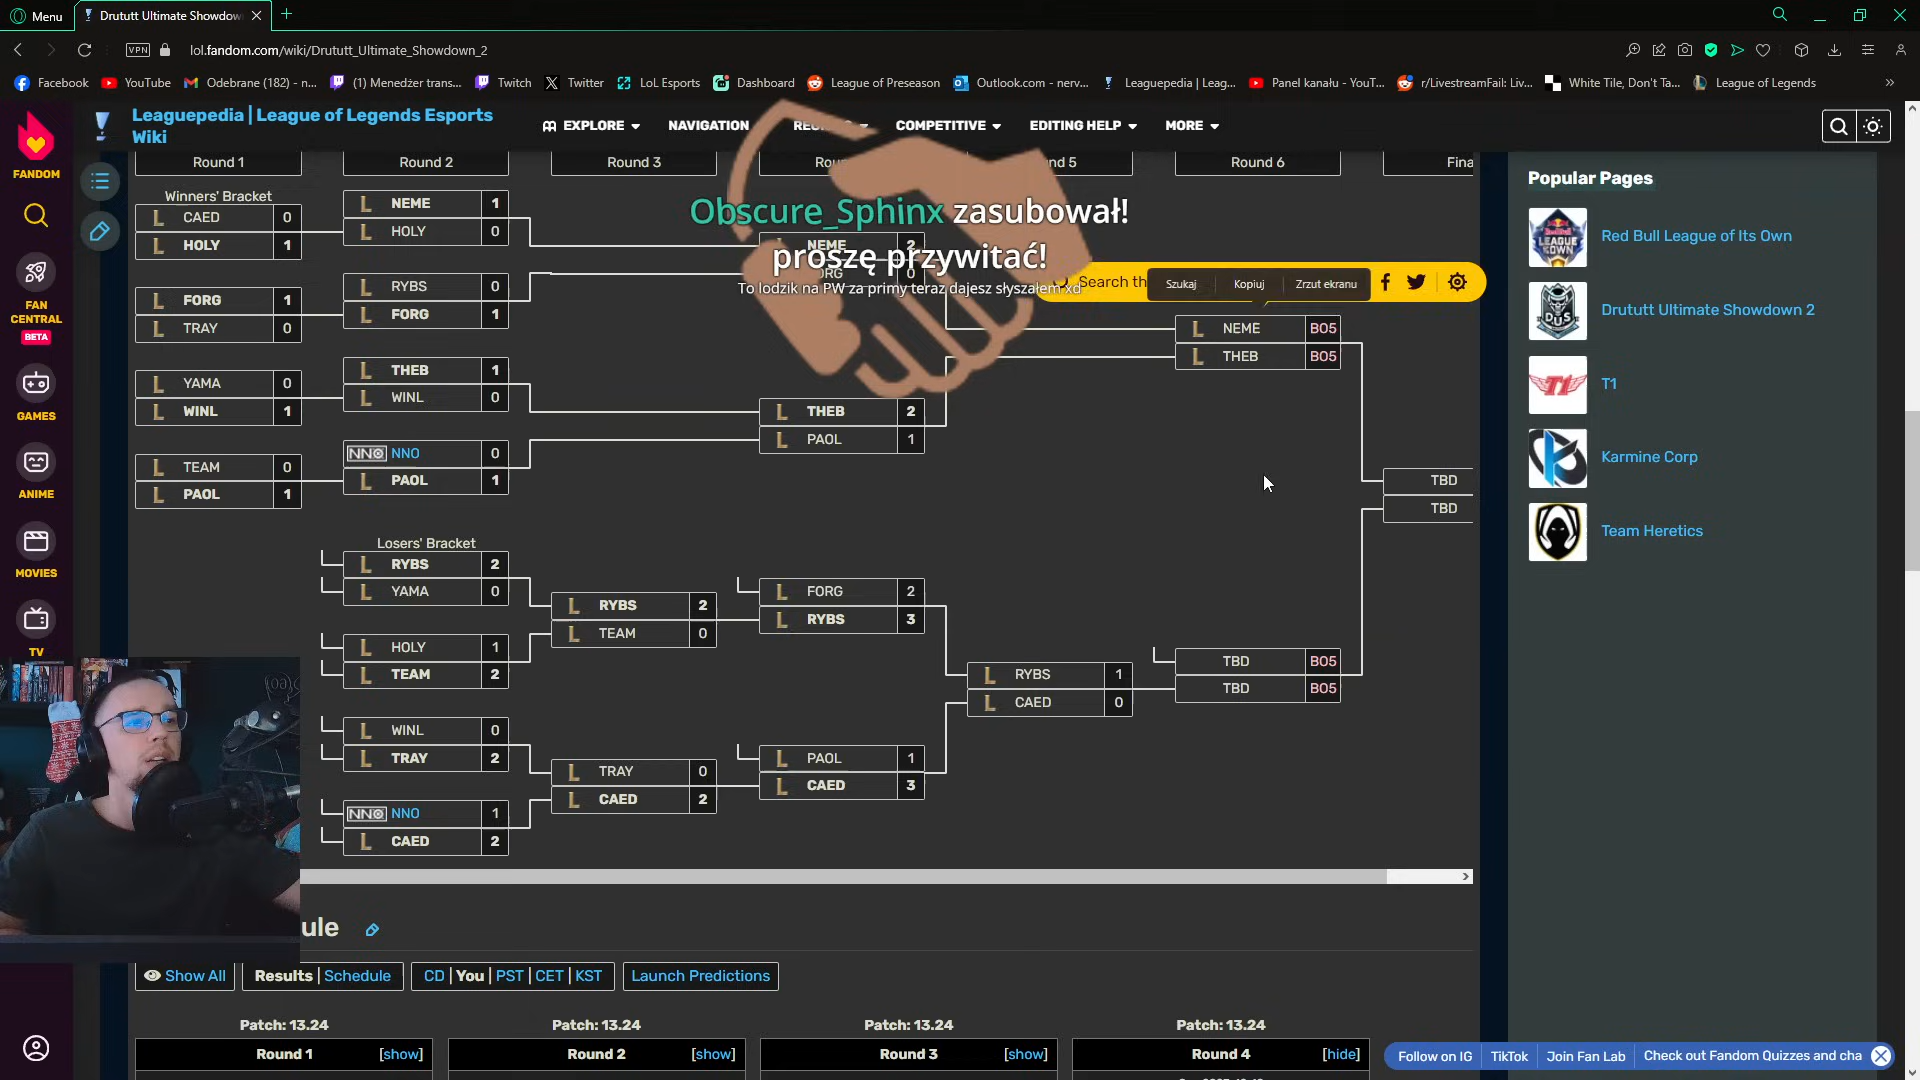 Menu
Drututt Ultimate Showdow
VPN
lol.fandom.com/wiki/Drututt_Ultimate_Showdown_2
Facebook
YouTube
Odebrane (182) - n...
(1) Menedżer trans...
Twitch
Twitter
LoL Esports
Dashboard
League of Preseason
Outlook.com - nerv...
Leaguepedia | Leag...
Panel kanału - YouT...
r/LivestreamFail: Liv...
White Tile, Don't Ta...
League of Legends
Leaguepedia | League of Legends Esports
Wiki
EXPLORE
NAVIGATION
COMPETITIVE
EDITING HELP
MORE
FANDOM
FAN
CENTRAL
BETA
GAMES
ANIME
MOVIES
TV
Round 1
Round 2
Round 3
Round 6
Fina
Winners' Bracket
CAED 0
HOLY 1
FORG 1
TRAY 0
YAMA 0
WINL 1
TEAM 0
PAOL 1
NEME 1
HOLY 0
RYBS 0
FORG 1
THEB 1
WINL 0
NNO NNO 0
PAOL 1
Obscure_Sphinx zasubował!
proszę przywitać!
To lodzik na PW za primy teraz dajesz słyszałem xd
NEME 2
0
THEB 2
PAOL 1
Search th
Szukaj
Kopiuj
Zrzut ekranu
NEME BO5
THEB BO5
TBD
TBD
Losers' Bracket
RYBS 2
YAMA 0
HOLY 1
TEAM 2
WINL 0
TRAY 2
NNO NNO 1
CAED 2
RYBS 2
TEAM 0
TRAY 0
CAED 2
FORG 2
RYBS 3
PAOL 1
CAED 3
RYBS 1
CAED 0
TBD BO5
TBD BO5
Popular Pages
Red Bull League of Its Own
Drututt Ultimate Showdown 2
T1
Karmine Corp
Team Heretics
ule
Show All
Results | Schedule
CD | You | PST | CET | KST
Launch Predictions
Patch: 13.24
Round 1 [show]
Patch: 13.24
Round 2 [show]
Patch: 13.24
Round 3 [show]
Patch: 13.24
Round 4 [hide]
Follow on IG
TikTok
Join Fan Lab
Check out Fandom Quizzes and cha